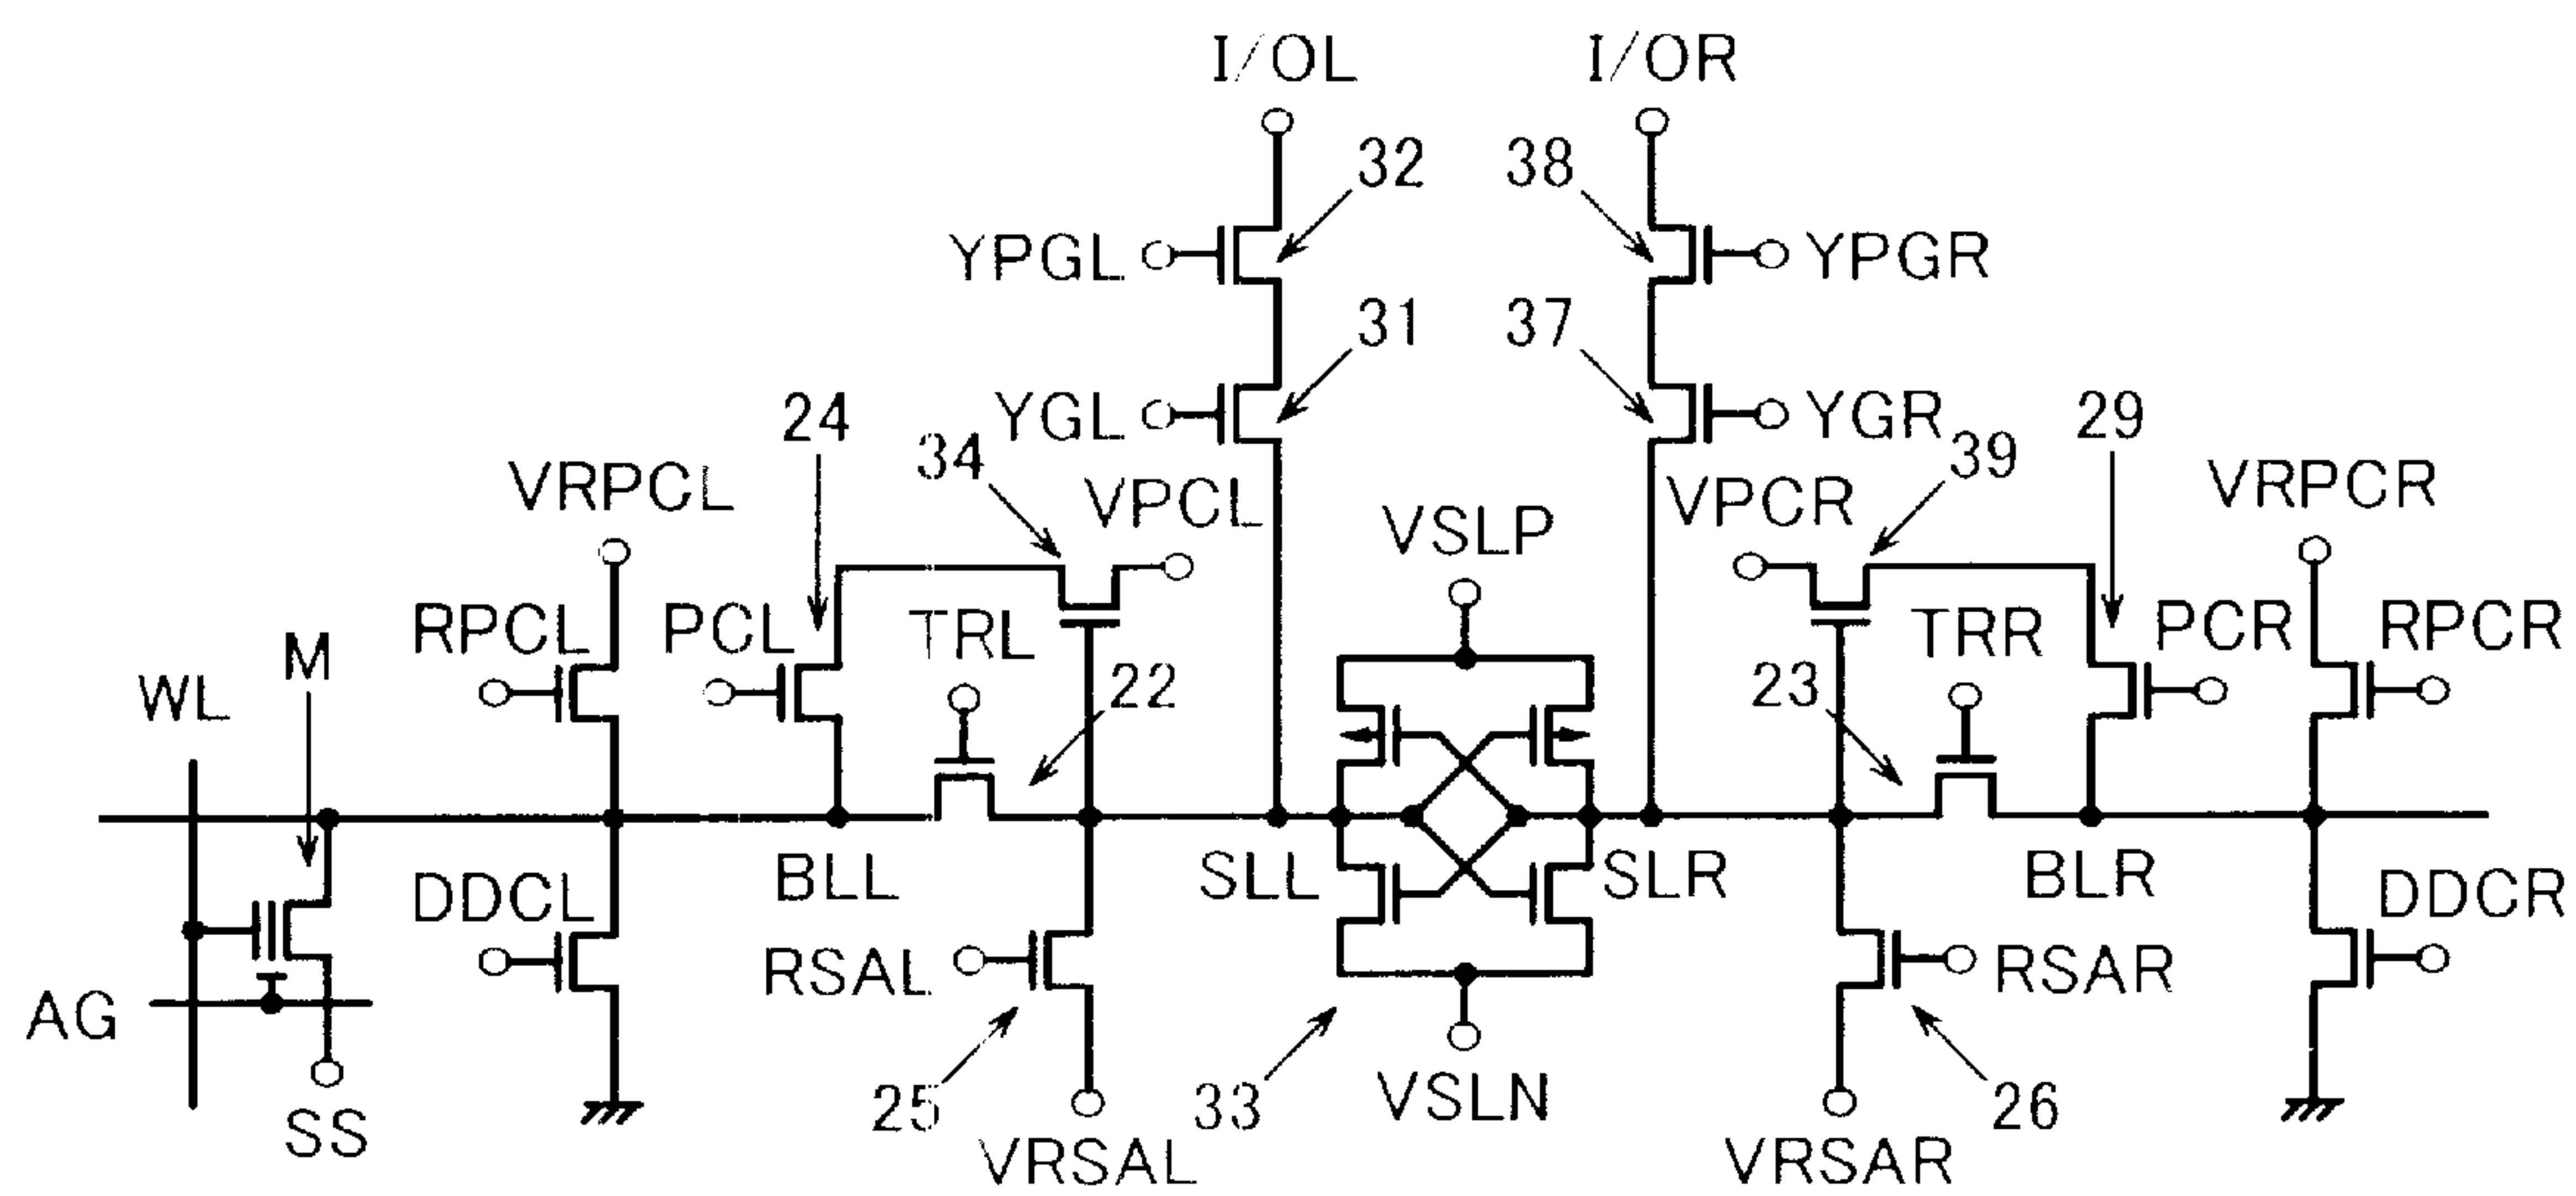 I/OL I/OR
32 38
YPGL YPGR
31 37
24 YGL YGR 29
34 39
VRPCL VPCL VPCR VRPCR
VSLP
RPCL PCL TRL TRR PCR RPCR
M
WL 22 23
BLL SLL SLR BLR
DDCL DDCR
RSAL RSAR
AG
25 33 VSLN 26
SS
VRSAL VRSAR